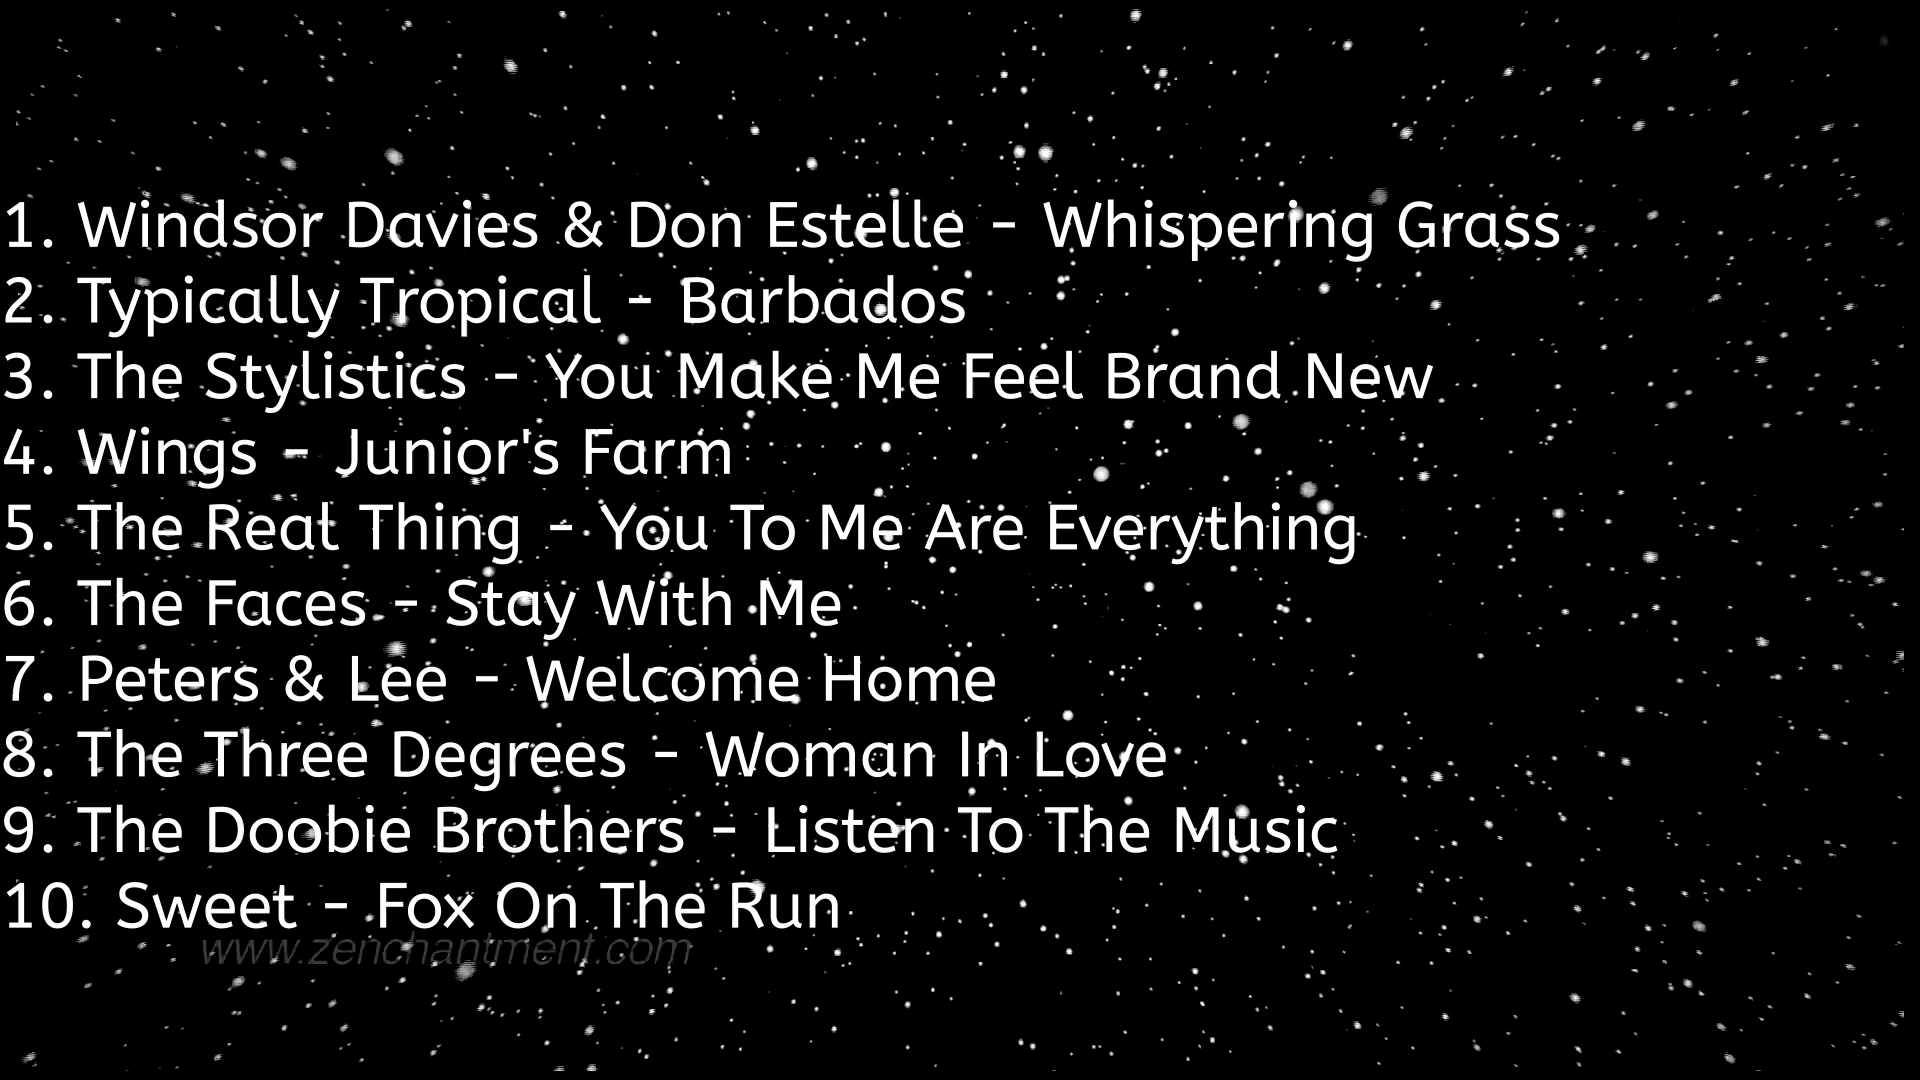 1. Windsor Davies & Don Estelle - Whispering Grass
2. Typically Tropical - Barbados
3. The Stylistics - You Make Me Feel Brand New
4. Wings - Junior's Farm
5. The Real Thing - You To Me Are Everything
6. The Faces - Stay With Me
7. Peters & Lee - Welcome Home
8. The Three Degrees - Woman In Love
9. The Doobie Brothers - Listen To The Music
10. Sweet - Fox On The Run
www.zenchantment.com